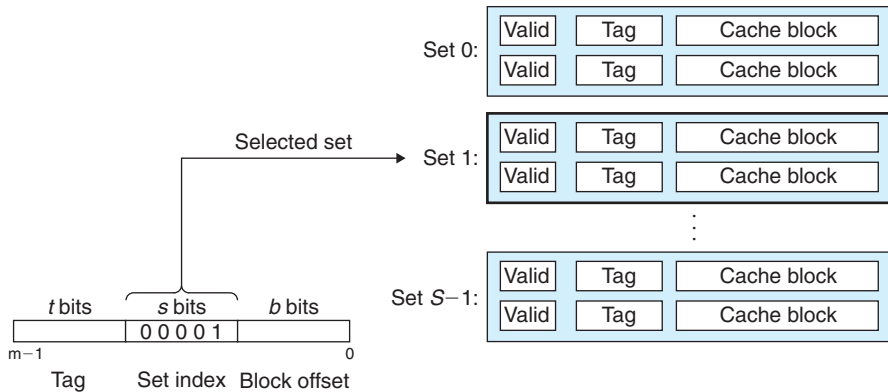 Set 0:
Valid Tag Cache block
Valid Tag Cache block
Selected set
Set 1:
Valid Tag Cache block
Valid Tag Cache block
Set S−1:
Valid Tag Cache block
Valid Tag Cache block
t bits s bits b bits
0 0 0 0 1
m−1 0
Tag Set index Block offset